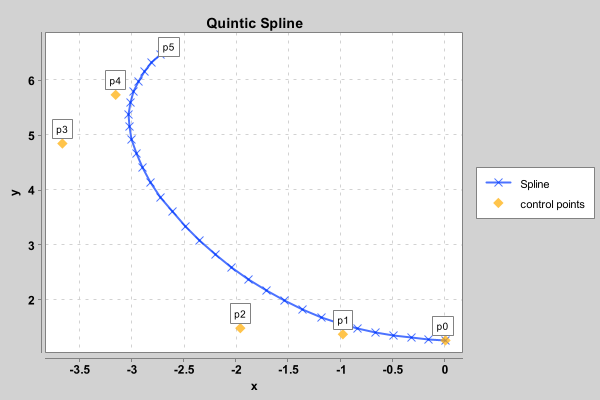 Quintic Spline
p5
p4
p3
p2
p1
p0
6
5
4
3
2
y
-3.5 -3 -2.5 -2 -1.5 -1 -0.5 0
x
Spline
control points